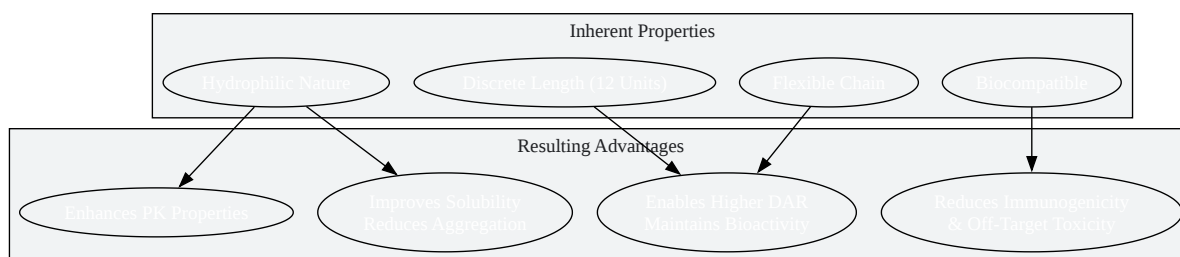 Inherent Properties
Hydrophilic Nature
Discrete Length (12 Units)
Flexible Chain
Biocompatible
Resulting Advantages
Enhances PK Properties
Improves Solubility
Reduces Aggregation
Enables Higher DAR
Maintains Bioactivity
Reduces Immunogenicity
& Off-Target Toxicity